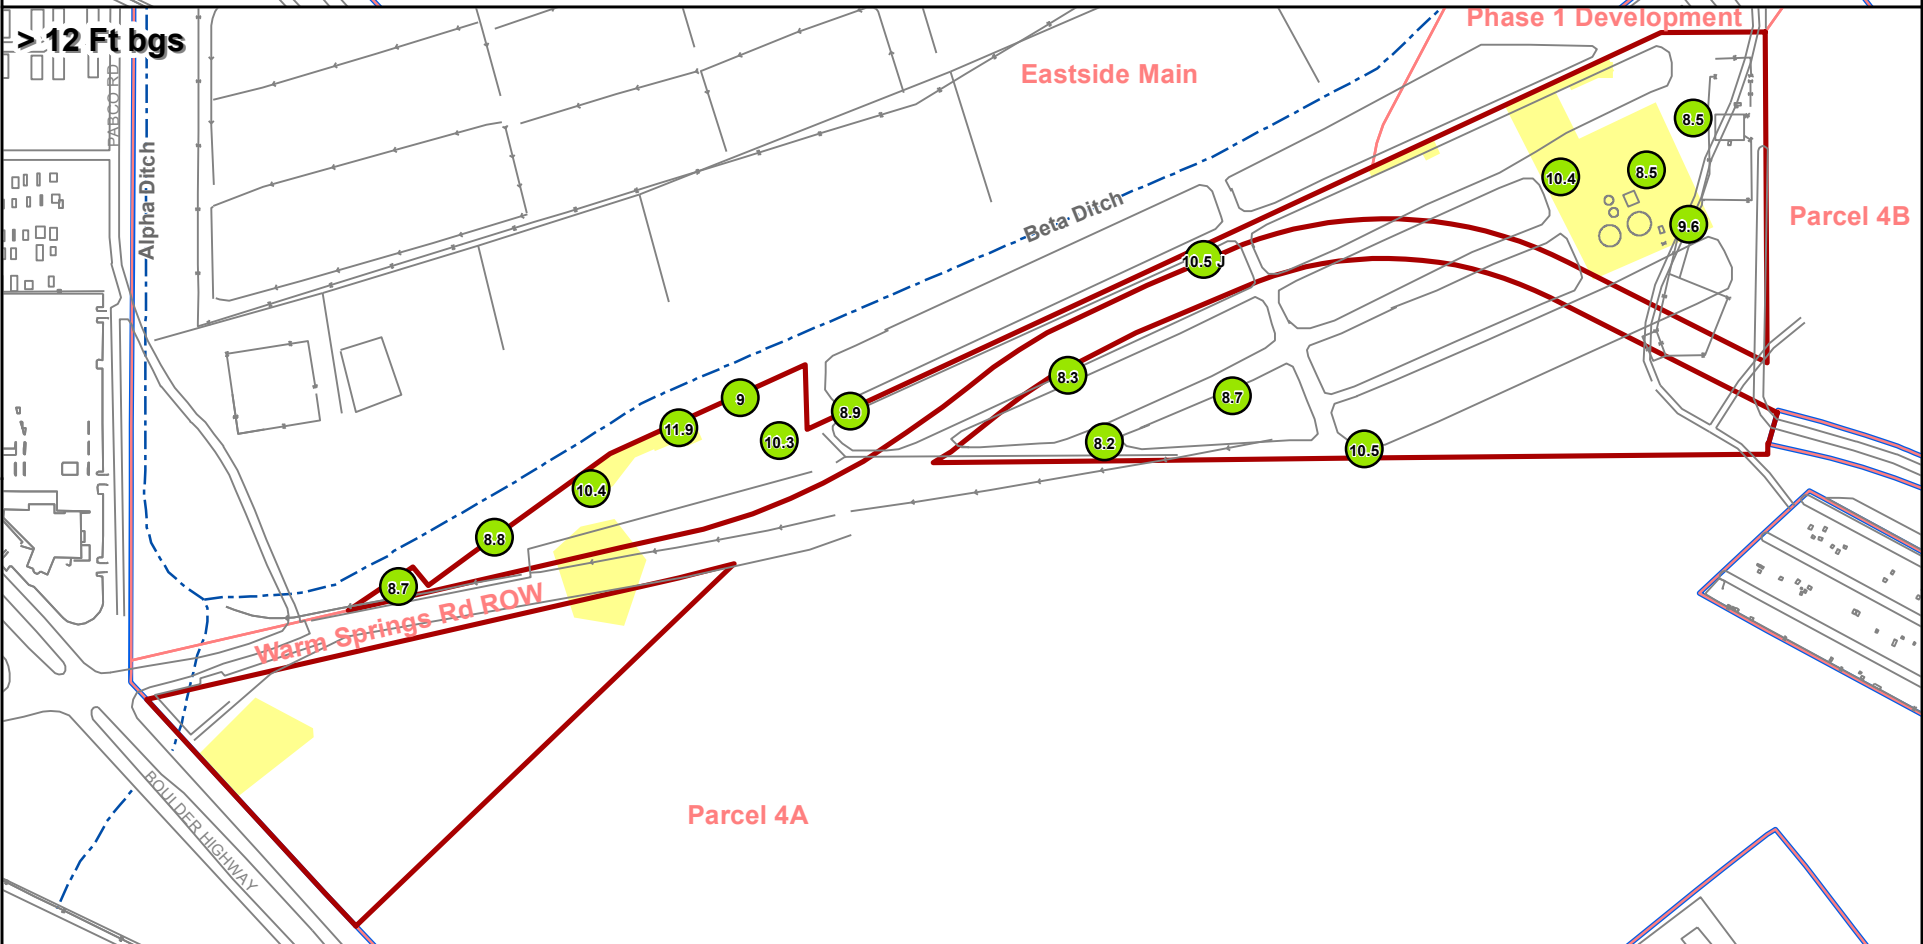 > 12 Ft bgs
Phase 1 Development
Eastside Main
PABCO RD
Alpha Ditch
Beta Ditch
Parcel 4B
8.5
10.4
8.5
9.6
10.5 J
8.3
8.7
9
8.9
11.9
10.3
8.2
10.5
10.4
8.8
8.7
Warm Springs Rd ROW
Parcel 4A
BOULDER HIGHWAY